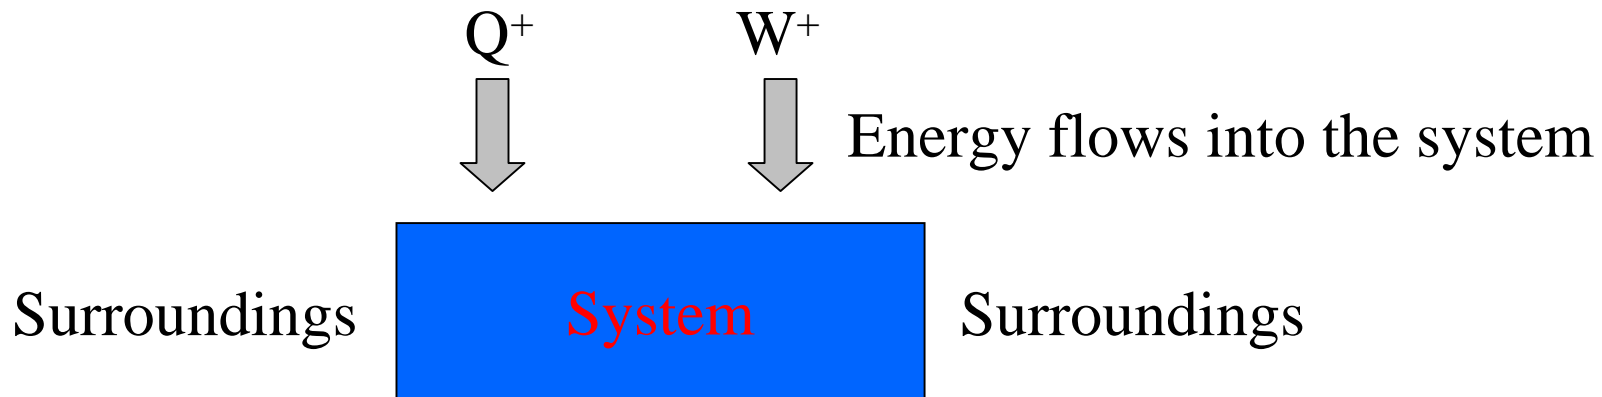 Q⁺ W⁺
Energy flows into the system
Surroundings System Surroundings